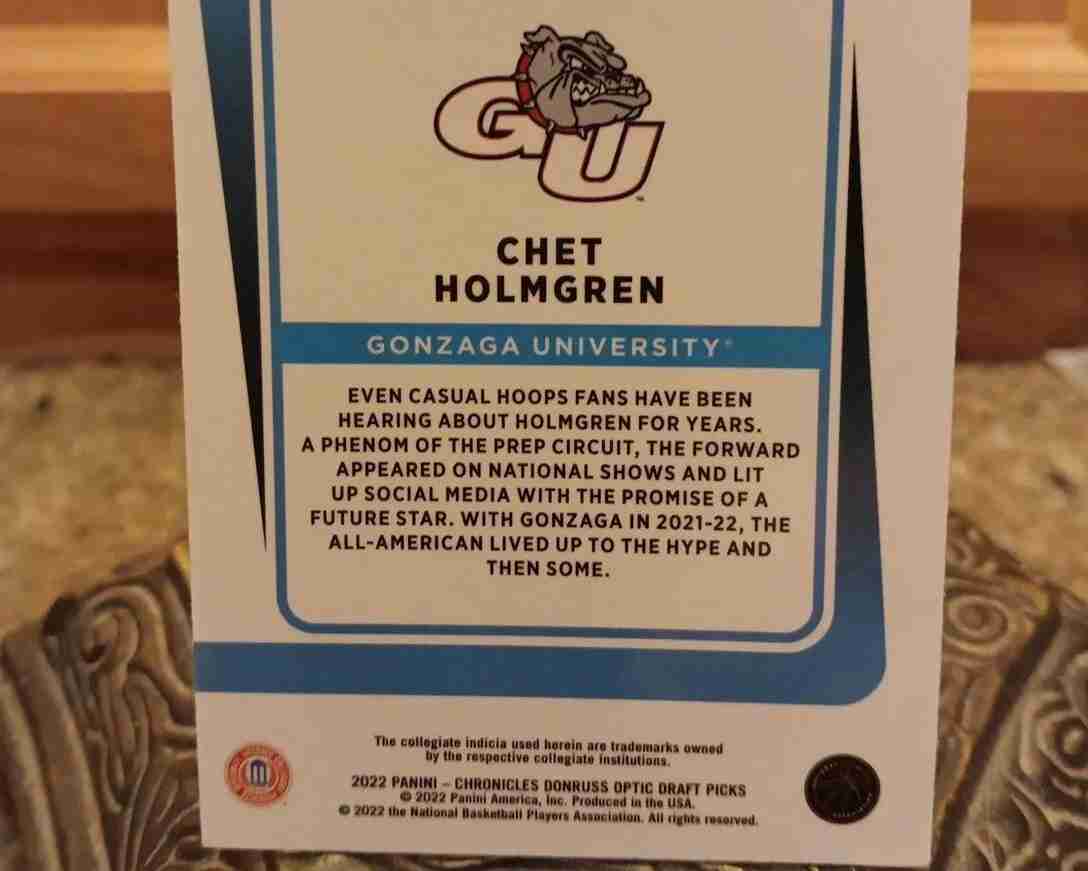 GU
™
CHET
HOLMGREN
GONZAGA UNIVERSITY®
EVEN CASUAL HOOPS FANS HAVE BEEN
HEARING ABOUT HOLMGREN FOR YEARS.
A PHENOM OF THE PREP CIRCUIT, THE FORWARD
APPEARED ON NATIONAL SHOWS AND LIT
UP SOCIAL MEDIA WITH THE PROMISE OF A
FUTURE STAR. WITH GONZAGA IN 2021-22, THE
ALL-AMERICAN LIVED UP TO THE HYPE AND
THEN SOME.
The collegiate indicia used herein are trademarks owned
by the respective collegiate institutions.
2022 PANINI – CHRONICLES DONRUSS OPTIC DRAFT PICKS
© 2022 Panini America, Inc. Produced in the USA.
© 2022 the National Basketball Players Association. All rights reserved.